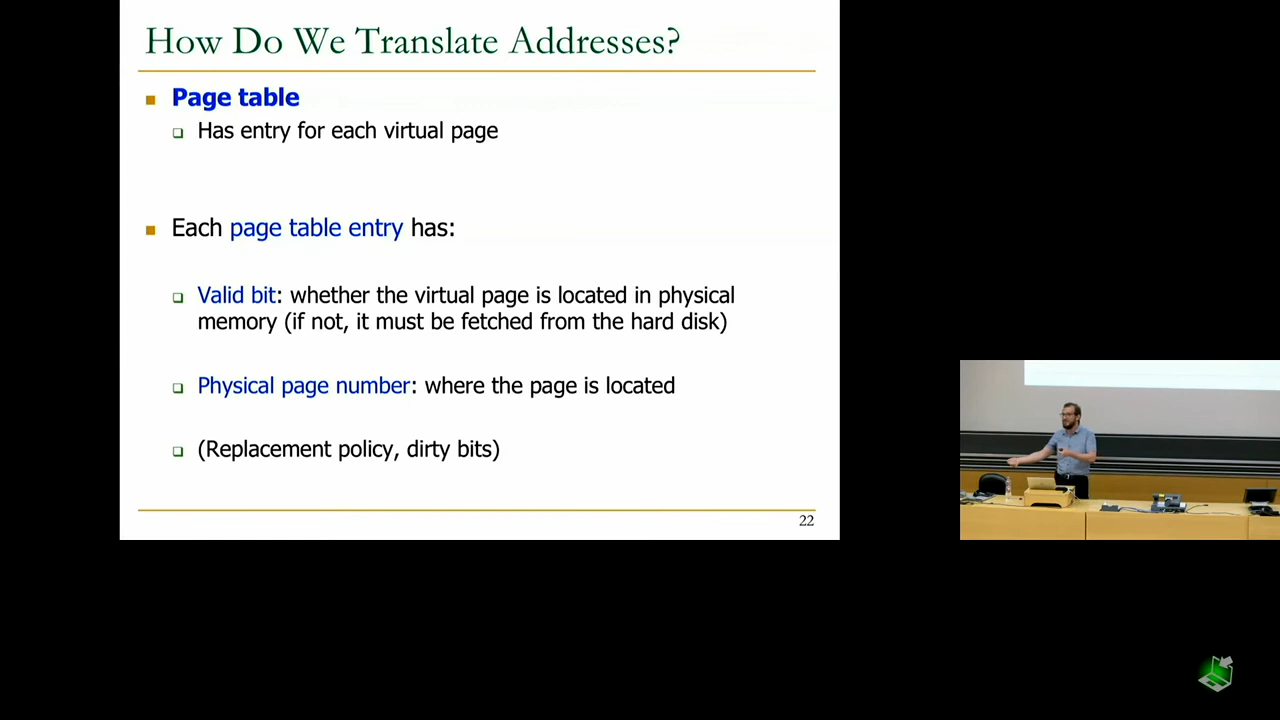 How Do We Translate Addresses?
Page table
Has entry for each virtual page
Each page table entry has:
Valid bit: whether the virtual page is located in physical
memory (if not, it must be fetched from the hard disk)
Physical page number: where the page is located
(Replacement policy, dirty bits)
22